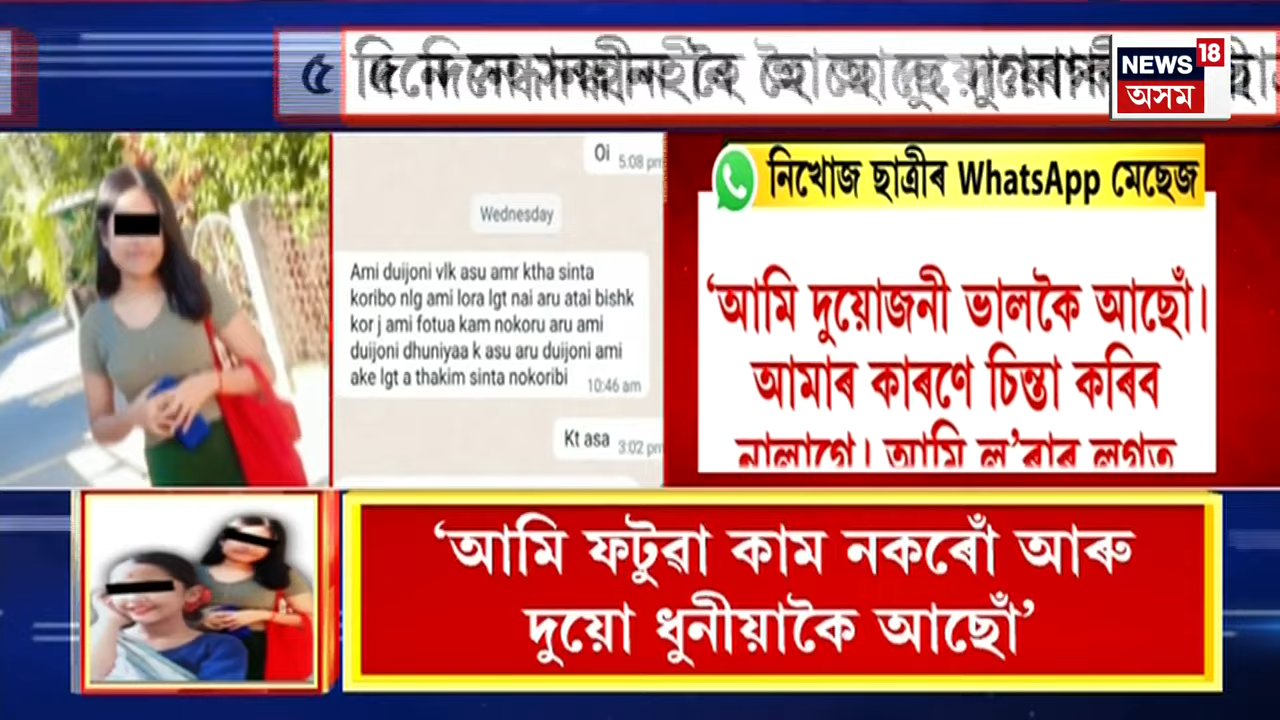 NEWS 18
অসম
Oi 5:08 pm
Wednesday
Ami duijoni vlk asu amr ktha sinta
koribo nlg ami lora lgt nai aru atai bishk
kor j ami fotua kam nokoru aru ami
duijoni dhuniyaa k asu aru duijoni ami
ake lgt a thakim sinta nokoribi 10:46 am
Kt asa 3:02 pm
নিখোজ ছাত্ৰীৰ WhatsApp মেছেজ
‘আমি দুয়োজনী ভালকৈ আছোঁ।
আমাৰ কাৰণে চিন্তা কৰিব
নালাগে। আমি ল’ৰাৰ লগত
‘আমি ফটুৱা কাম নকৰোঁ আৰু
দুয়ো ধুনীয়াকৈ আছোঁ’